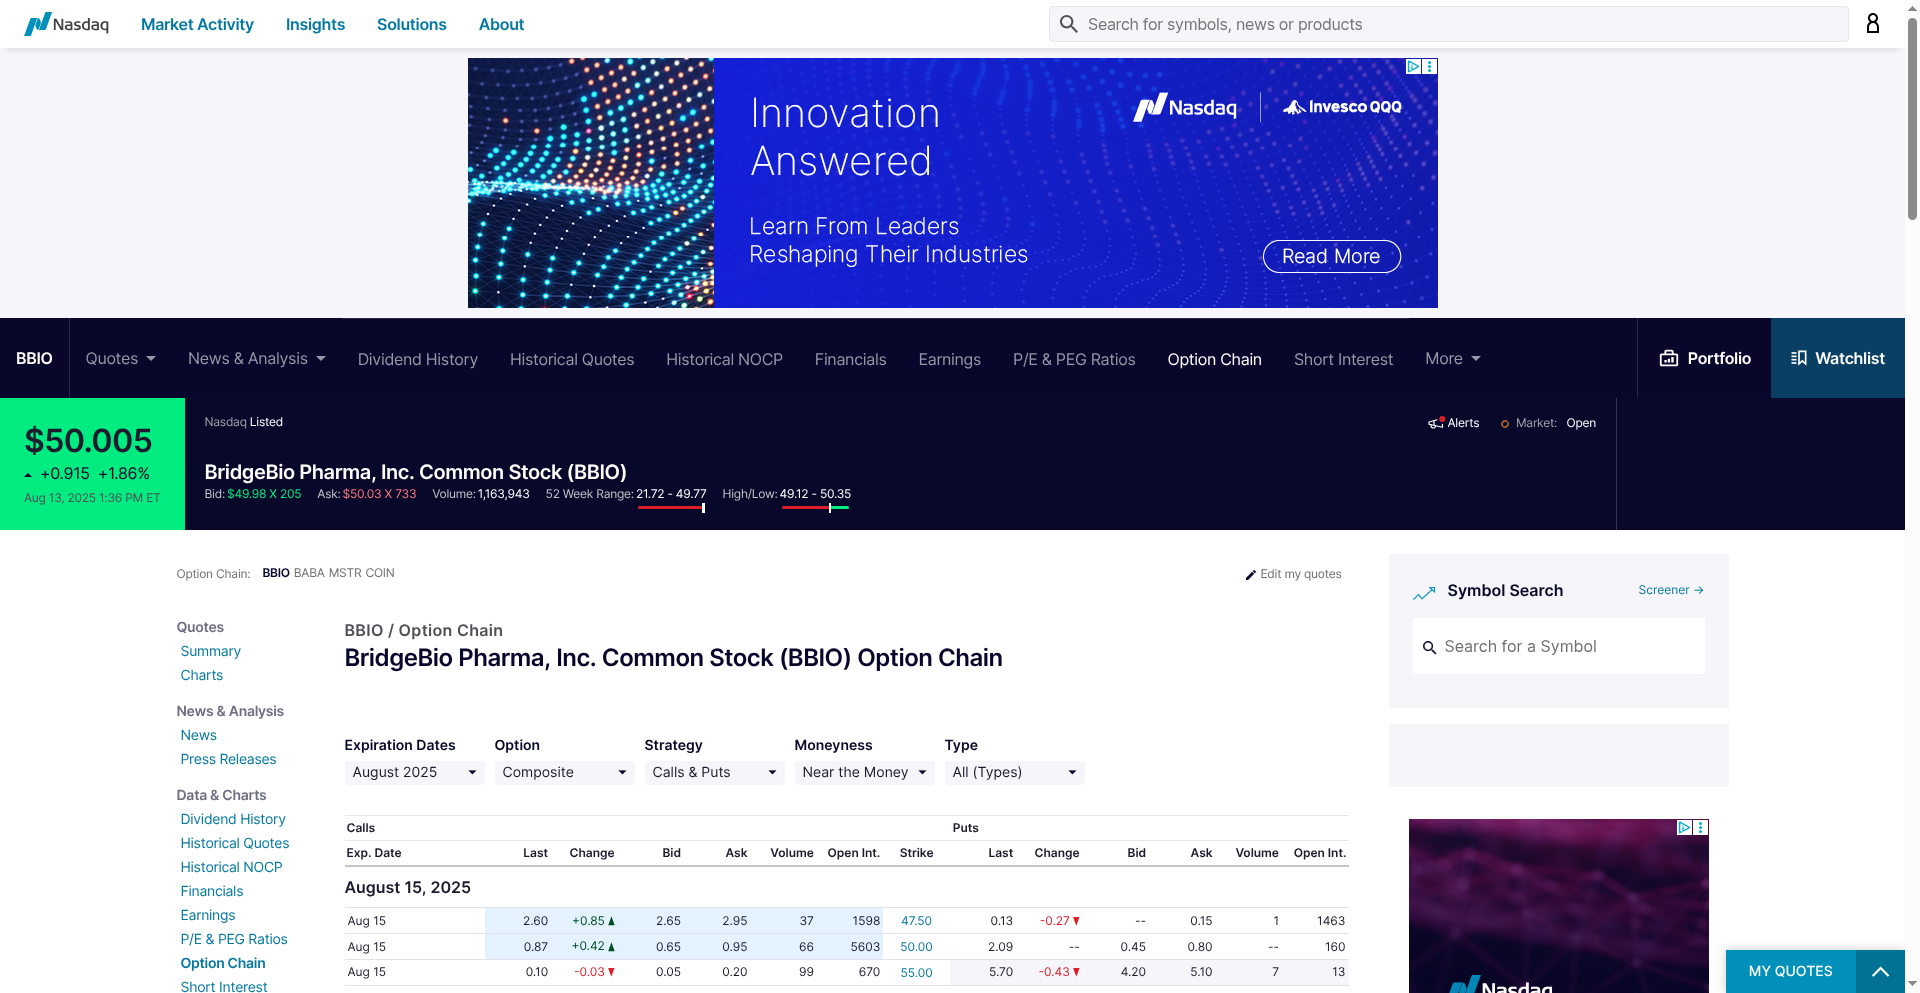 Nasdaq Market Activity Insights Solutions About Search for symbols, news or products
Innovation
Answered
Nasdaq Invesco QQQ
Learn From Leaders
Reshaping Their Industries
Read More
BBIO Quotes News & Analysis Dividend History Historical Quotes Historical NOCP Financials Earnings P/E & PEG Ratios Option Chain Short Interest More Portfolio Watchlist
$50.005
+0.915 +1.86%
Aug 13, 2025 1:36 PM ET
Nasdaq Listed
Alerts Market: Open
BridgeBio Pharma, Inc. Common Stock (BBIO)
Bid: $49.98 X 205 Ask: $50.03 X 733 Volume: 1,163,943 52 Week Range: 21.72 - 49.77 High/Low: 49.12 - 50.35
Option Chain: BBIO BABA MSTR COIN
Edit my quotes
Quotes
Summary
Charts
News & Analysis
News
Press Releases
Data & Charts
Dividend History
Historical Quotes
Historical NOCP
Financials
Earnings
P/E & PEG Ratios
Option Chain
Short Interest
BBIO / Option Chain
BridgeBio Pharma, Inc. Common Stock (BBIO) Option Chain
Expiration Dates Option Strategy Moneyness Type
August 2025 Composite Calls & Puts Near the Money All (Types)
Calls Puts
Exp. Date Last Change Bid Ask Volume Open Int. Strike Last Change Bid Ask Volume Open Int.
August 15, 2025
Aug 15 2.60 +0.85 2.65 2.95 37 1598 47.50 0.13 -0.27 -- 0.15 1 1463
Aug 15 0.87 +0.42 0.65 0.95 66 5603 50.00 2.09 -- 0.45 0.80 -- 160
Aug 15 0.10 -0.03 0.05 0.20 99 670 55.00 5.70 -0.43 4.20 5.10 7 13
Symbol Search Screener →
Search for a Symbol
Nasdaq
MY QUOTES